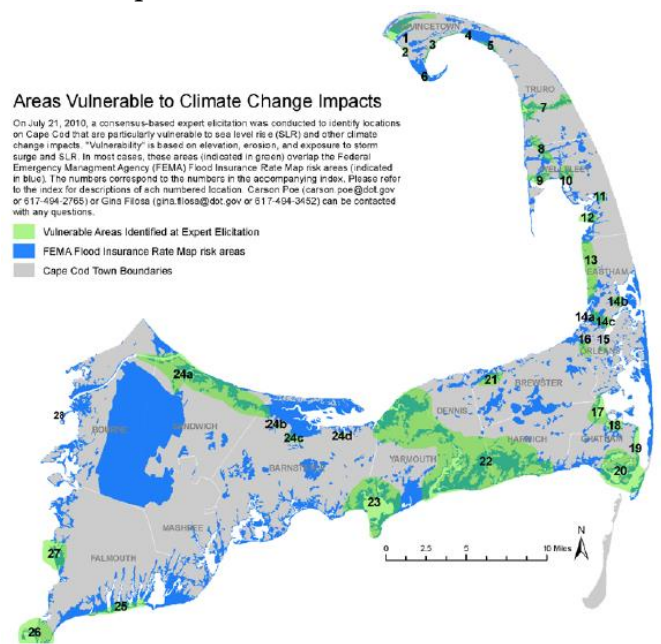 PROVINCETOWN
1
2
3
4
5
6
Areas Vulnerable to Climate Change Impacts
On July 21, 2010, a consensus-based expert elicitation was conducted to identify locations
on Cape Cod that are particularly vulnerable to sea level rise (SLR) and other climate
change impacts. "Vulnerability" is based on elevation, erosion, and exposure to storm
surge and SLR. In most cases, these areas (indicated in green) overlap the Federal
Emergency Managment Agency (FEMA) Flood Insurance Rate Map risk areas (indicated
in blue). The numbers correspond to the numbers in the accompanying index. Please refer
to the index for descriptions of ach numbered location. Carson Poe (carson.poe@dot.gov
or 617-494-2765) or Gina Filosa (gina.filosa@dot.gov or 617-494-3452) can be contacted
with any questions.
Vulnerable Areas Identified at Expert Elicitation
FEMA Flood Insurance Rate Map risk areas
Cape Cod Town Boundaries
TRURO
7
8
WELLFLEET
9
10
11
12
13
EASTHAM
14b
14a
14c
16
15
ORLEANS
24a
21
BREWSTER
DENNIS
28
BOURNE
SANDWICH
24b
24c
24d
17
18
HARWICH
CHATHAM
19
BARNSTABLE
YARMOUTH
22
20
23
MASHPEE
27
FALMOUTH
N
0
2.5
5
10 Miles
25
26